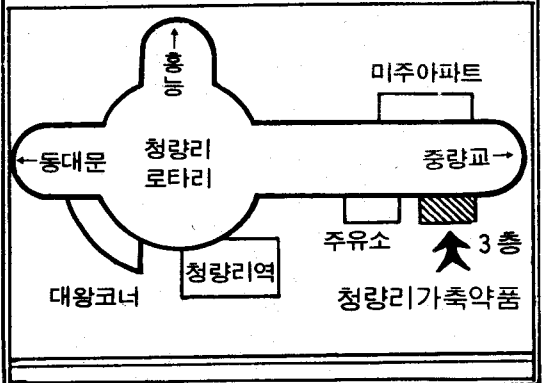 ↑
홍
능
미주아파트
←동대문
청량리
로타리
중량교→
주유소
3층
대왕코너
청량리역
청량리가축약품